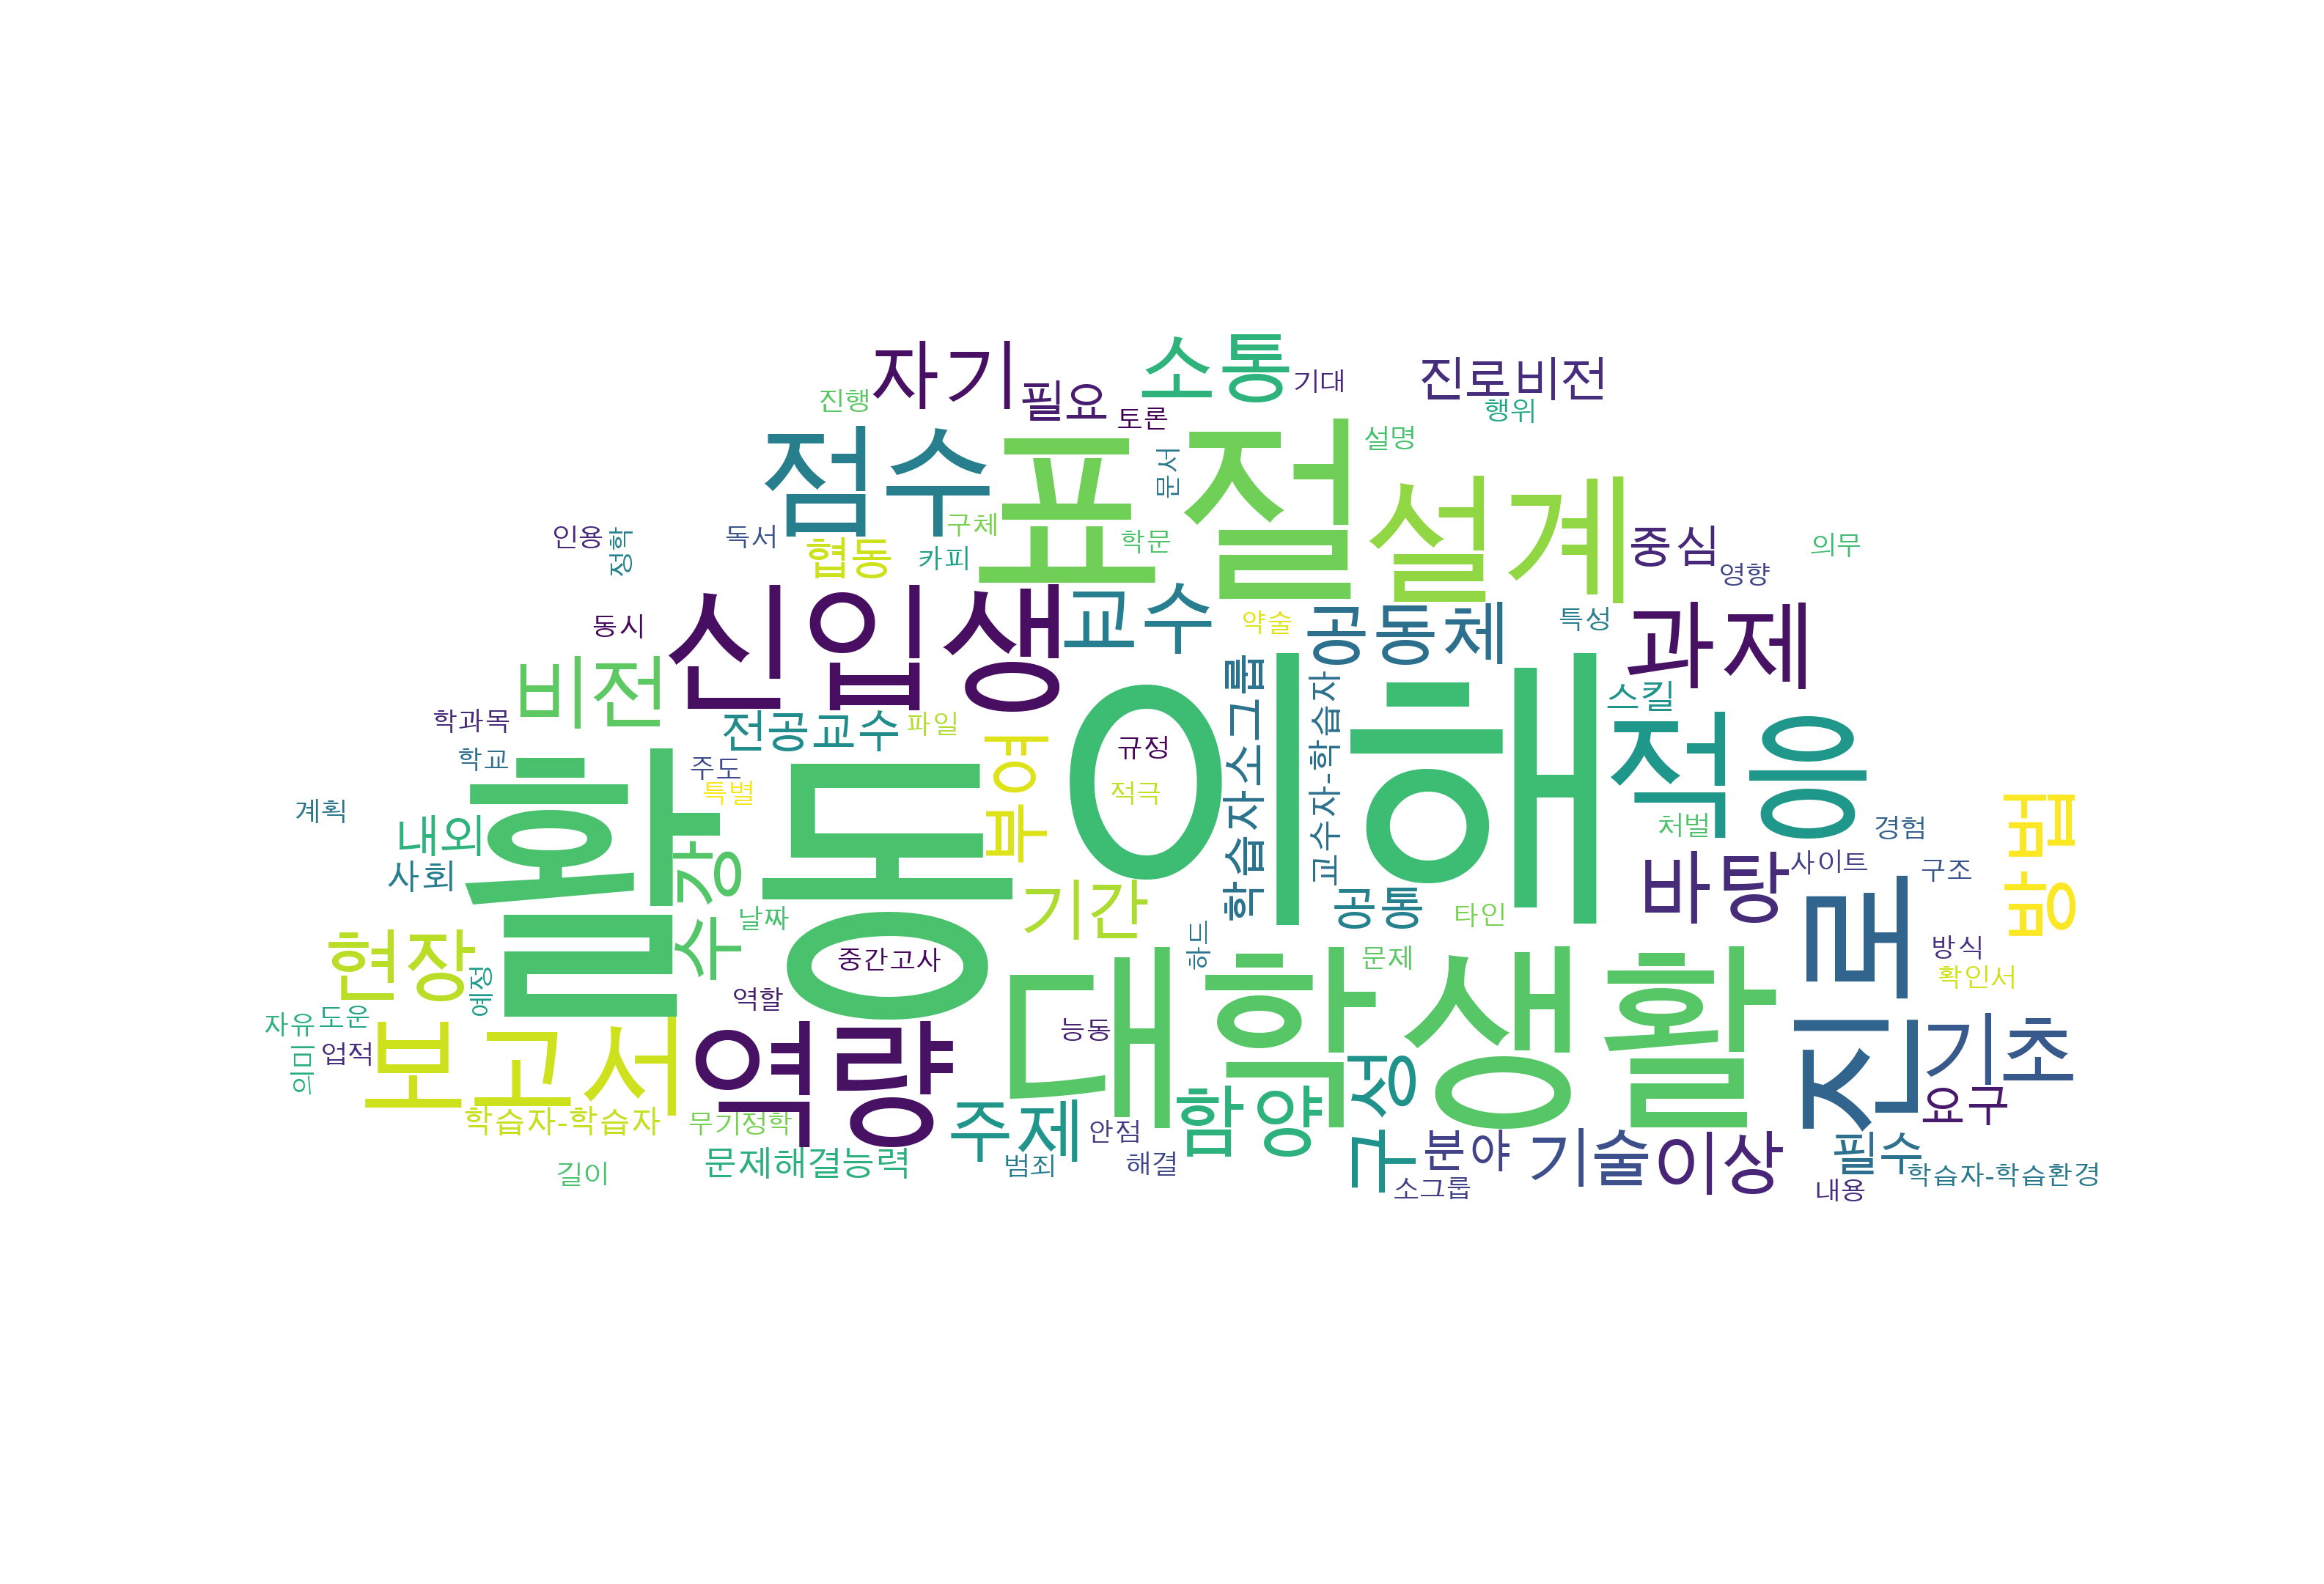 자기
소통
진로비전
기대
진행
필요
토론
행위
점수
표절
설명
문서
설계
인용
정학
독서
구체
협동
카피
학문
중심
의무
영향
신입생
교수
약술
공동체
특성
과제
동시
비전
학습자소그룹
교수자-학습자
스킬
학과목
전공교수
파일
학교
주도
특별
부여
규정
이해
적극
적응
계획
내외
활동
수강
처벌
경험
방법
사회
바탕
사이트
구조
기간
공통
타인
날짜
진로
현장
중간고사
하드
문제
방식
확인서
예정
역할
대학생활
자유
도운
능동
의미
업적
보고서
역량
기초
구성
함양
요구
학습자-학습자
무기정학
주제
안점
분야
기술
이상
필수
길이
문제해결능력
범죄
해결
소그룹
내용
학습자-학습환경